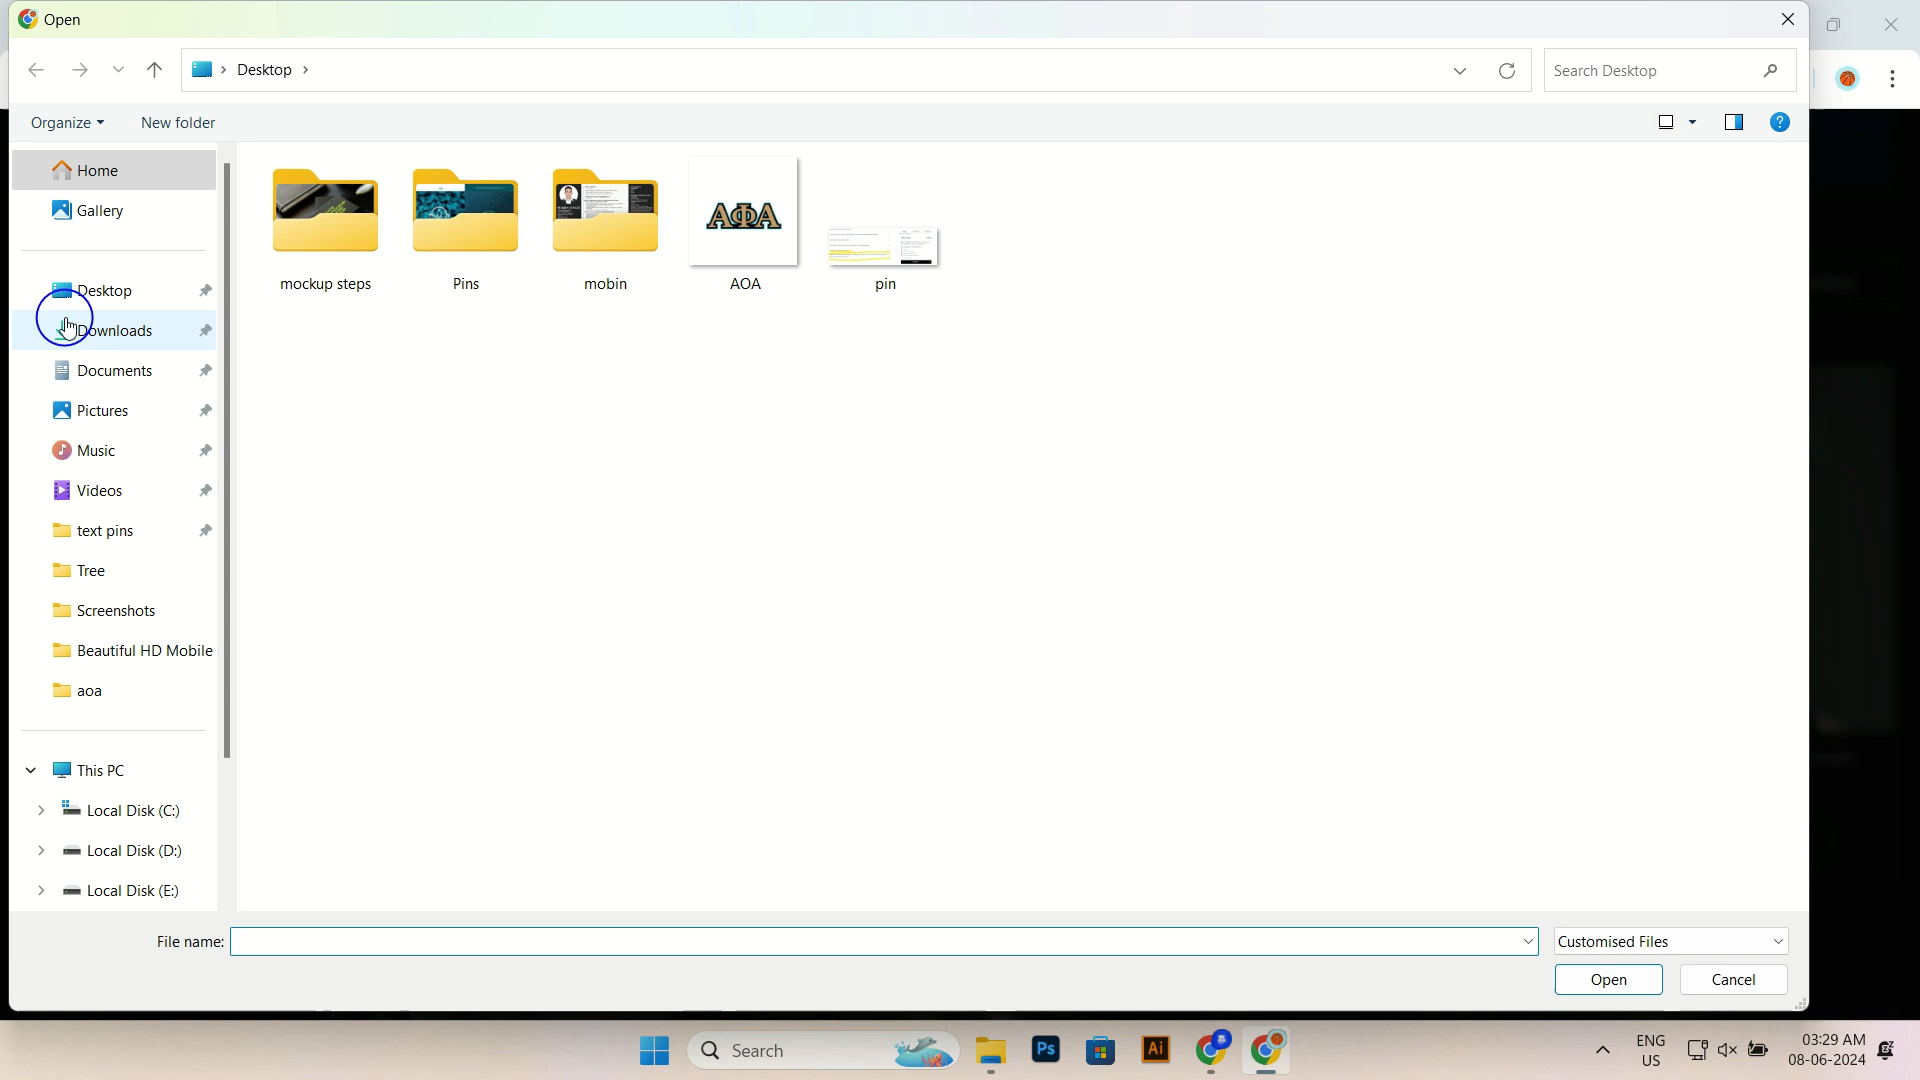 Open
Desktop
Search Desktop
Organize
New folder
Home
Gallery
Desktop
Downloads
Documents
Pictures
Music
Videos
text pins
Tree
Screenshots
Beautiful HD Mobile
aoa
This PC
Local Disk (C:)
Local Disk (D:)
Local Disk (E:)
ΑΦΑ
mockup steps
Pins
mobin
AOA
pin
File name:
Customised Files
Open
Cancel
Search
Ps
Ai
ENG
US
03:29 AM
08-06-2024